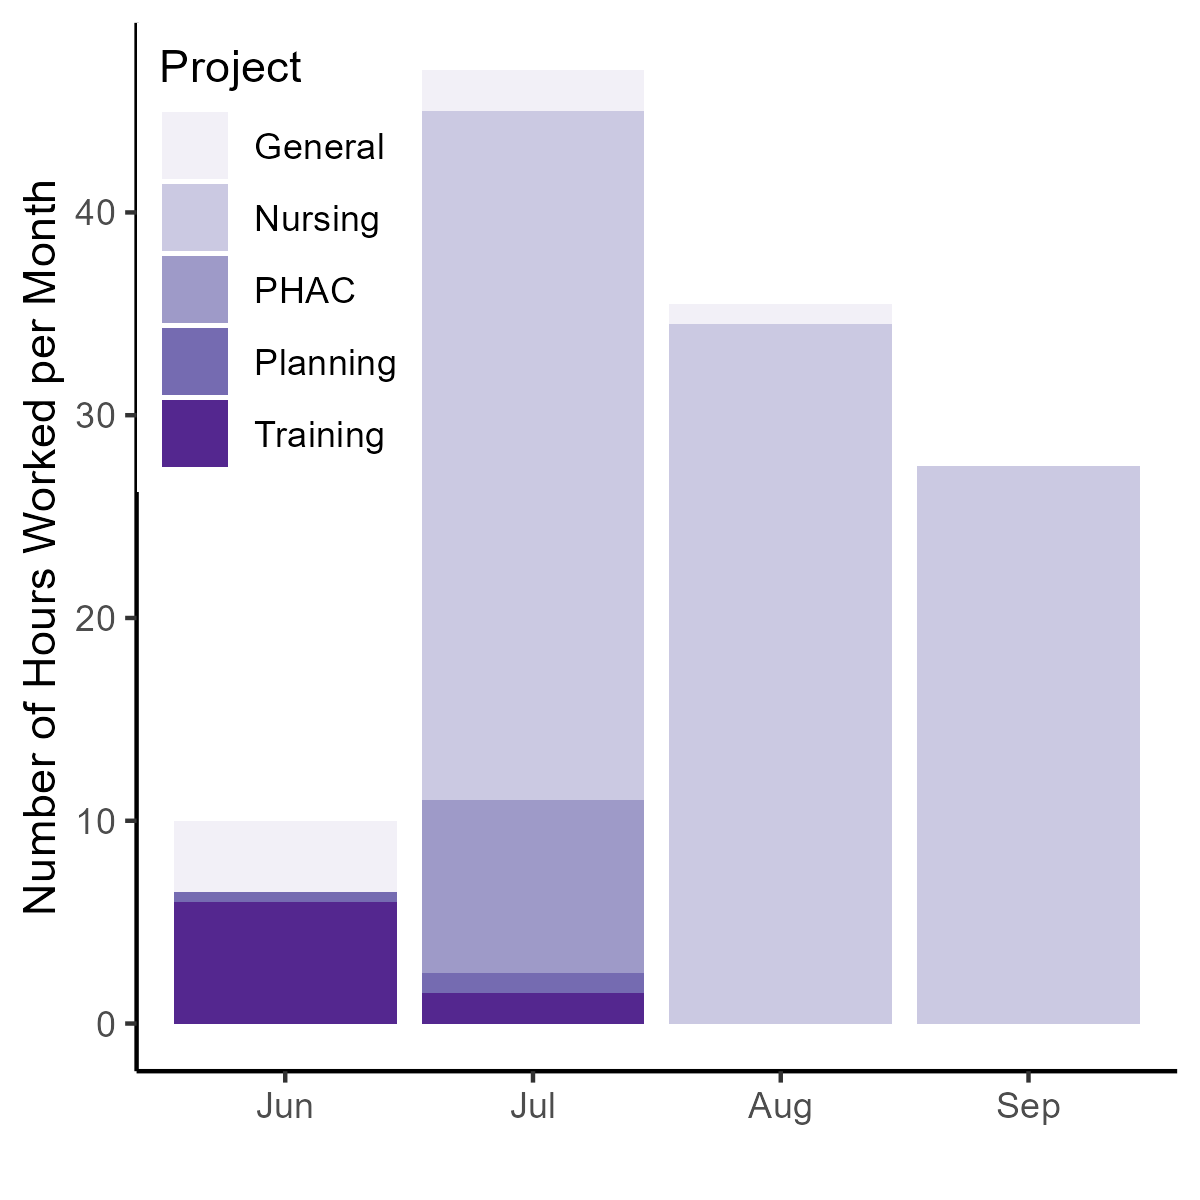 Project
General
Nursing
PHAC
Planning
Training
Number of Hours Worked per Month
40
30
20
10
0
Jun Jul Aug Sep